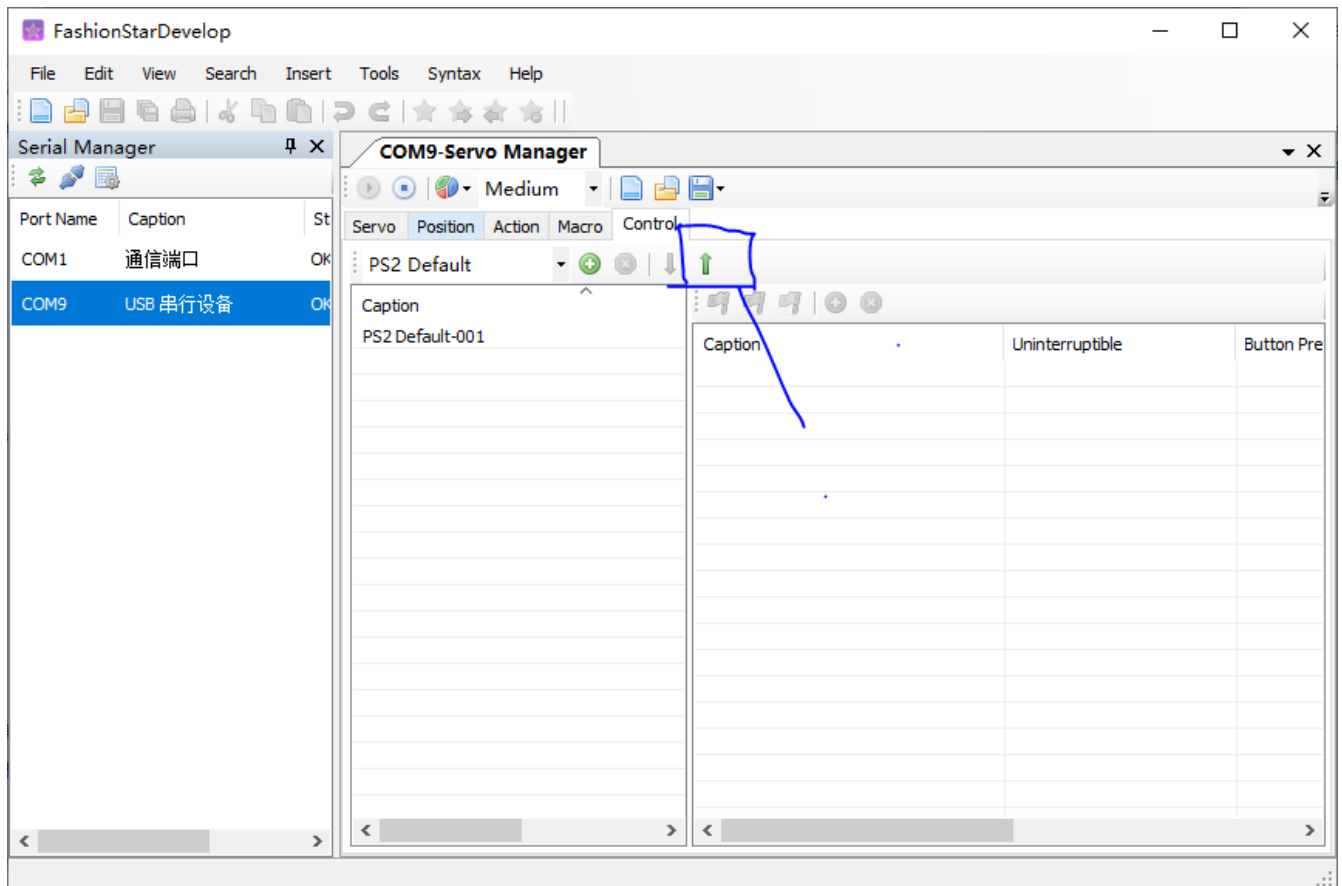 FashionStarDevelop
File Edit View Search Insert Tools Syntax Help
Serial Manager
COM9-Servo Manager
Medium
Port Name Caption St
Servo Position Action Macro Control
COM1 通信端口 OK
PS2 Default
COM9 USB 串行设备 OK
Caption
PS2 Default-001
Caption Uninterruptible Button Pre